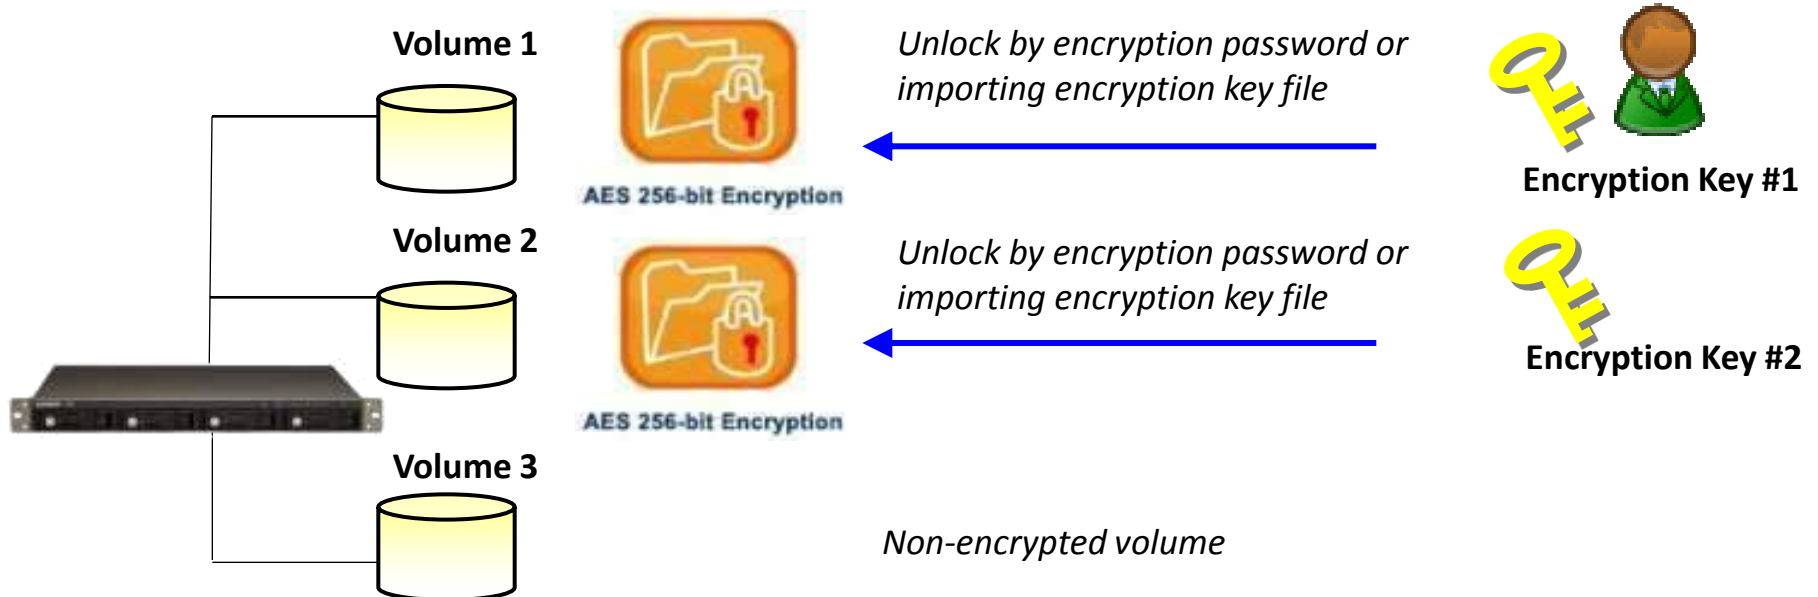 Volume 1
Unlock by encryption password or
importing encryption key file
AES 256-bit Encryption
Encryption Key #1
Volume 2
Unlock by encryption password or
importing encryption key file
AES 256-bit Encryption
Encryption Key #2
Volume 3
Non-encrypted volume